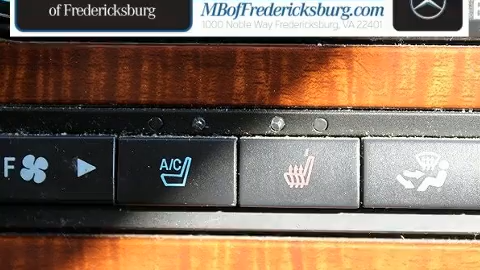 of Fredericksburg
MBofFredericksburg.com
1000 Noble Way Fredericksburg, VA 22401
F
A/C